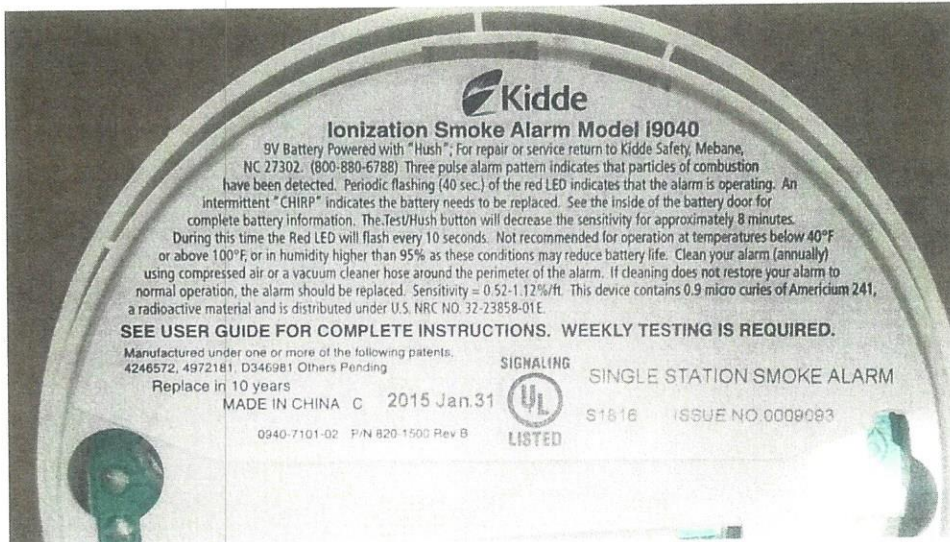 Kidde
Ionization Smoke Alarm Model I9040
9V Battery Powered with "Hush"; For repair or service return to Kidde Safety, Mebane,
NC 27302. (800-880-6788) Three pulse alarm pattern indicates that particles of combustion
have been detected. Periodic flashing (40 sec.) of the red LED indicates that the alarm is operating. An
intermittent "CHIRP" indicates the battery needs to be replaced. See the inside of the battery door for
complete battery information. The Test/Hush button will decrease the sensitivity for approximately 8 minutes.
During this time the Red LED will flash every 10 seconds. Not recommended for operation at temperatures below 40°F
or above 100°F, or in humidity higher than 95% as these conditions may reduce battery life. Clean your alarm (annually)
using compressed air or a vacuum cleaner hose around the perimeter of the alarm. If cleaning does not restore your alarm to
normal operation, the alarm should be replaced. Sensitivity = 0.52-1.12%/ft. This device contains 0.9 micro curies of Americium 241,
a radioactive material and is distributed under U.S. NRC NO. 32-23858-01E.
SEE USER GUIDE FOR COMPLETE INSTRUCTIONS. WEEKLY TESTING IS REQUIRED.
Manufactured under one or more of the following patents.
4246572, 4972181, D346981 Others Pending
Replace in 10 years
MADE IN CHINA C 2015 Jan.31
0940-7101-02 P/N 820-1500 Rev B
SIGNALING
UL
LISTED
SINGLE STATION SMOKE ALARM
S1816 ISSUE NO.0009093